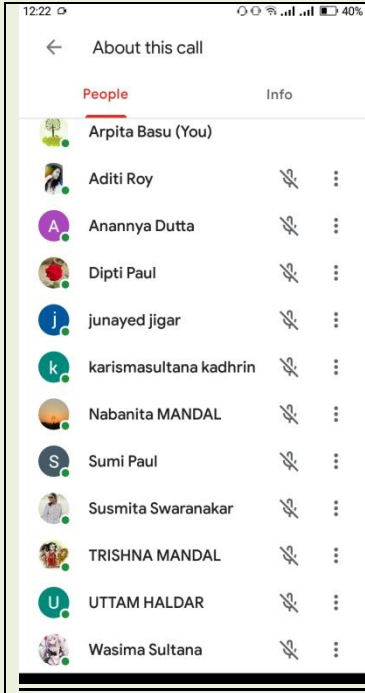 12:22 40%
About this call
People Info
Arpita Basu (You)
Aditi Roy
A Anannya Dutta
Dipti Paul
j junayed jigar
k karismasultana kadhrin
Nabanita MANDAL
S Sumi Paul
Susmita Swaranakar
TRISHNA MANDAL
U UTTAM HALDAR
Wasima Sultana